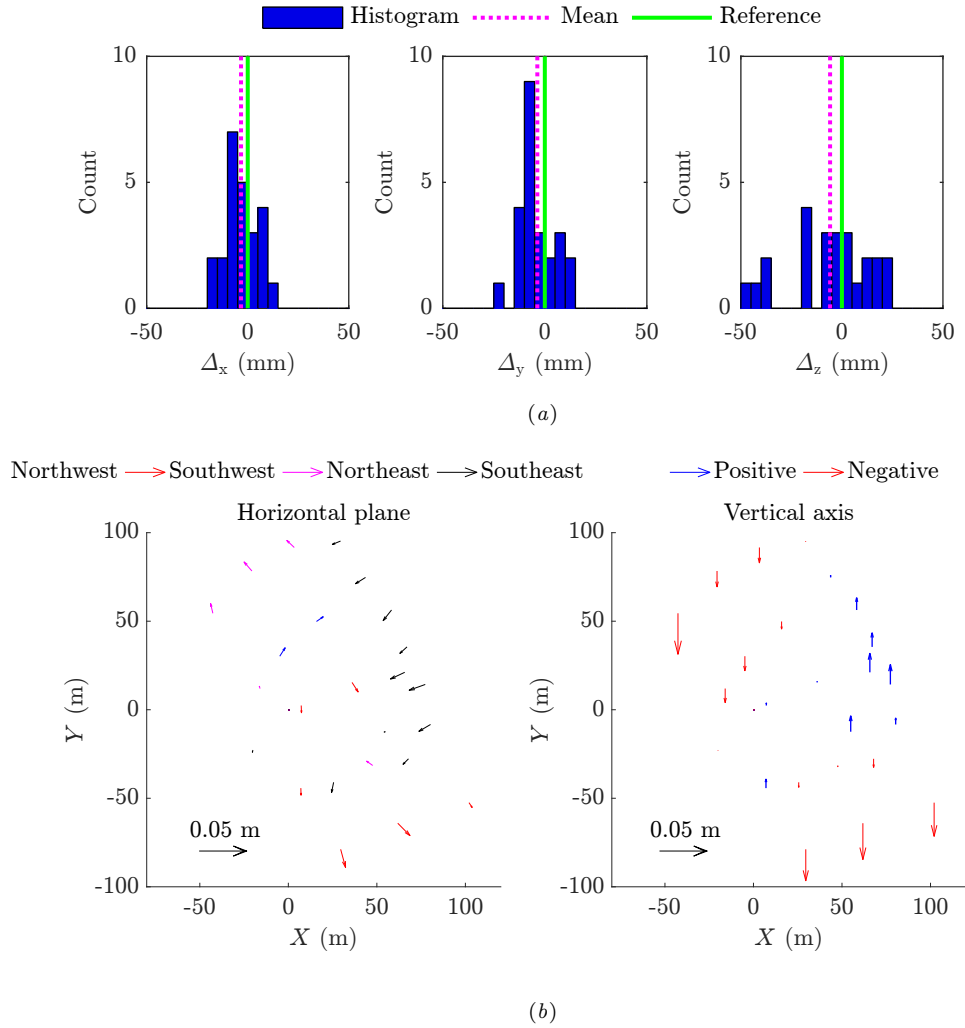 Histogram Mean Reference
10 10 10
5 5 5
0 0 0
Count Count Count
-50 0 50 -50 0 50 -50 0 50
Δx (mm) Δy (mm) Δz (mm)
(a)
Northwest Southwest Northeast Southeast Positive Negative
Horizontal plane Vertical axis
100 100
50 50
0 0
-50 -50
-100 -100
Y (m) Y (m)
0.05 m 0.05 m
-50 0 50 100 -50 0 50 100
X (m) X (m)
(b)